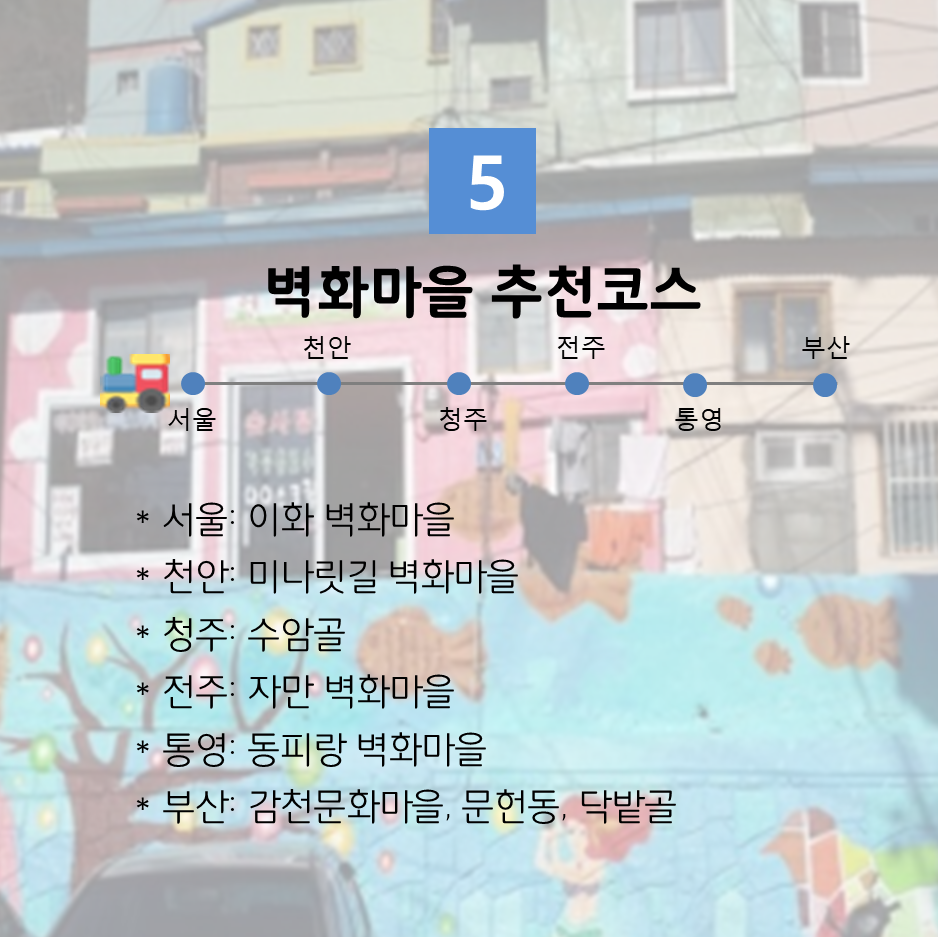 5
벽화마을 추천코스
천안 전주 부산
서울 청주 통영
* 서울: 이화 벽화마을
* 천안: 미나릿길 벽화마을
* 청주: 수암골
* 전주: 자만 벽화마을
* 통영: 동피랑 벽화마을
* 부산: 감천문화마을, 문헌동, 닥밭골